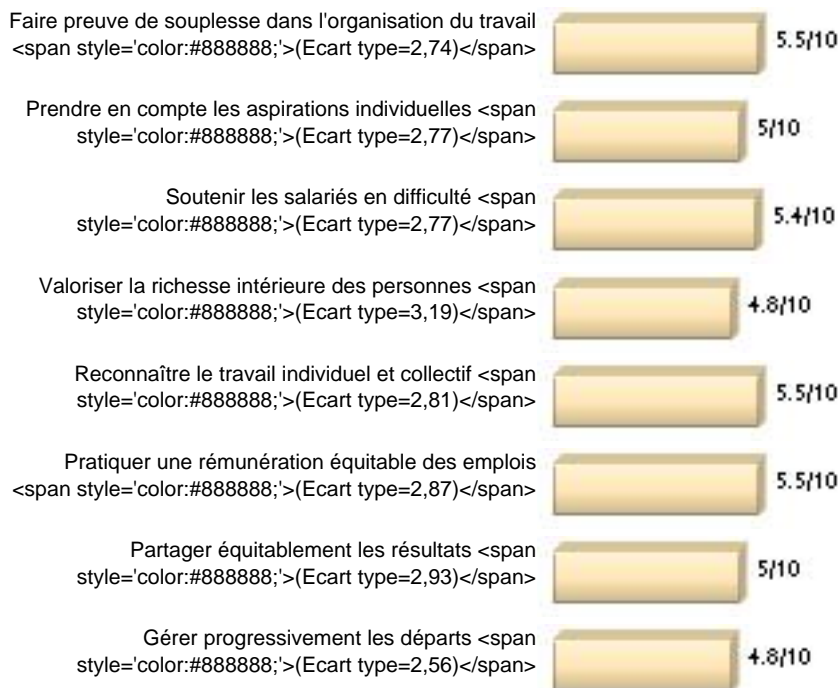 Faire preuve de souplesse dans l'organisation du travail
<span style='color:#888888;'>(Ecart type=2,74)</span>
5.5/10
Prendre en compte les aspirations individuelles <span
style='color:#888888;'>(Ecart type=2,77)</span>
5/10
Soutenir les salariés en difficulté <span
style='color:#888888;'>(Ecart type=2,77)</span>
5.4/10
Valoriser la richesse intérieure des personnes <span
style='color:#888888;'>(Ecart type=3,19)</span>
4.8/10
Reconnaître le travail individuel et collectif <span
style='color:#888888;'>(Ecart type=2,81)</span>
5.5/10
Pratiquer une rémunération équitable des emplois
<span style='color:#888888;'>(Ecart type=2,87)</span>
5.5/10
Partager équitablement les résultats <span
style='color:#888888;'>(Ecart type=2,93)</span>
5/10
Gérer progressivement les départs <span
style='color:#888888;'>(Ecart type=2,56)</span>
4.8/10